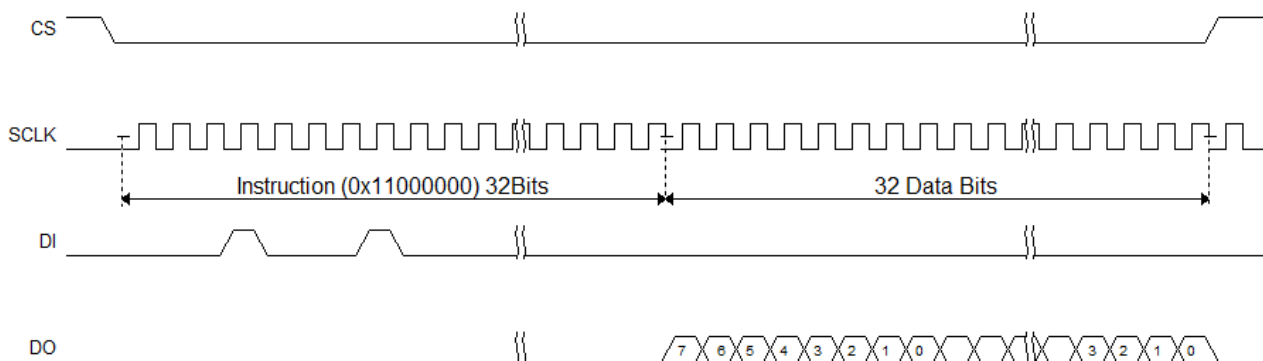 CS
SCLK
Instruction (0x11000000) 32Bits
32 Data Bits
DI
DO
7 6 5 4 3 2 1 0 3 2 1 0